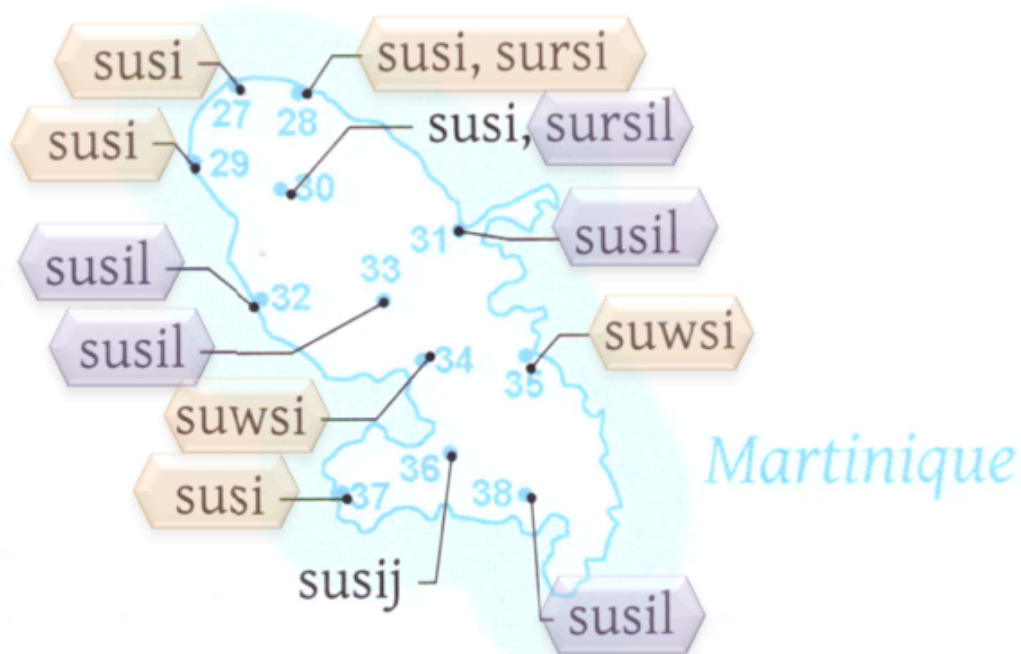 susi
susi, sursi
27
28
susi, sursil
susi
29
30
susil
31
susil
33
32
susil
suwsi
34
35
suwsi
Martinique
36
susi
37
38
susij
susil